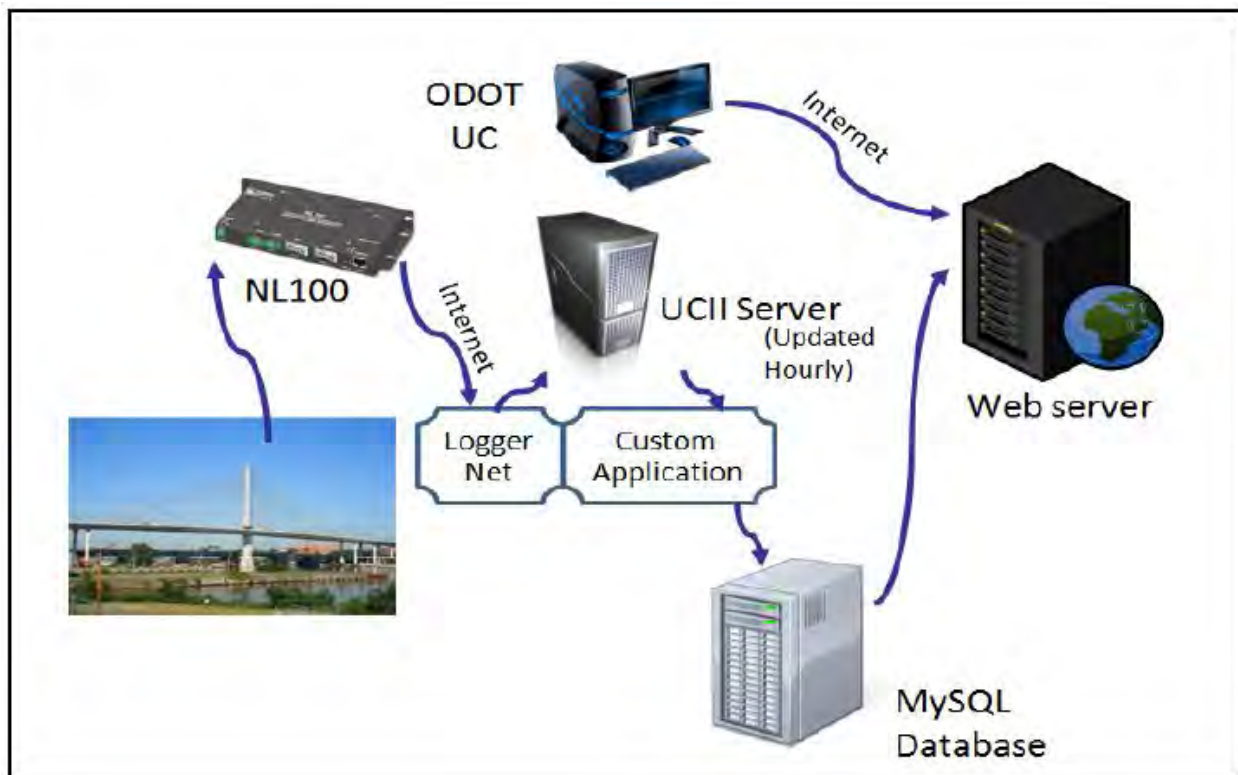 ODOT
UC
Internet
NL100
Internet
UCII Server
(Updated
Hourly)
Web server
Logger
Net
Custom
Application
MySQL
Database